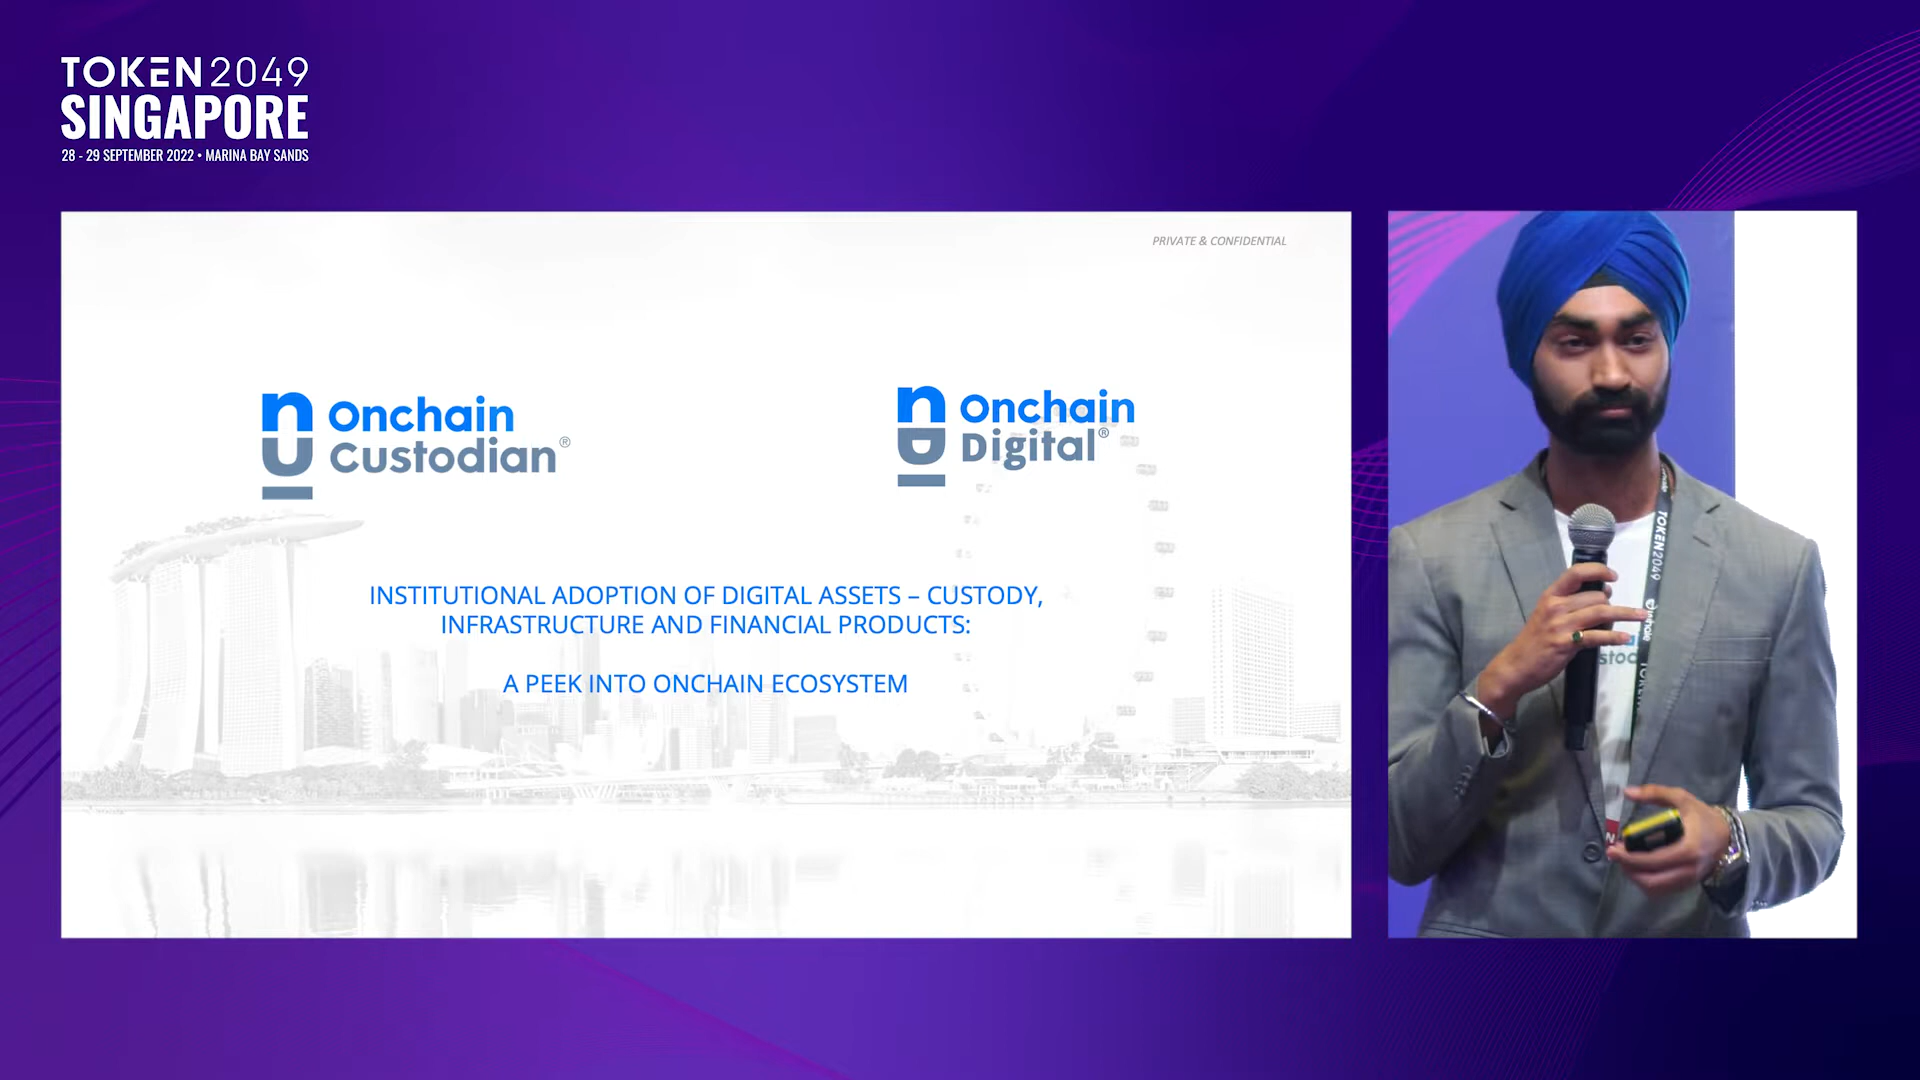 TOKEN2049
SINGAPORE
28 - 29 SEPTEMBER 2022 • MARINA BAY SANDS
PRIVATE & CONFIDENTIAL
Onchain
Custodian®
Onchain
Digital®
INSTITUTIONAL ADOPTION OF DIGITAL ASSETS – CUSTODY,
INFRASTRUCTURE AND FINANCIAL PRODUCTS:
A PEEK INTO ONCHAIN ECOSYSTEM
TOKEN2049